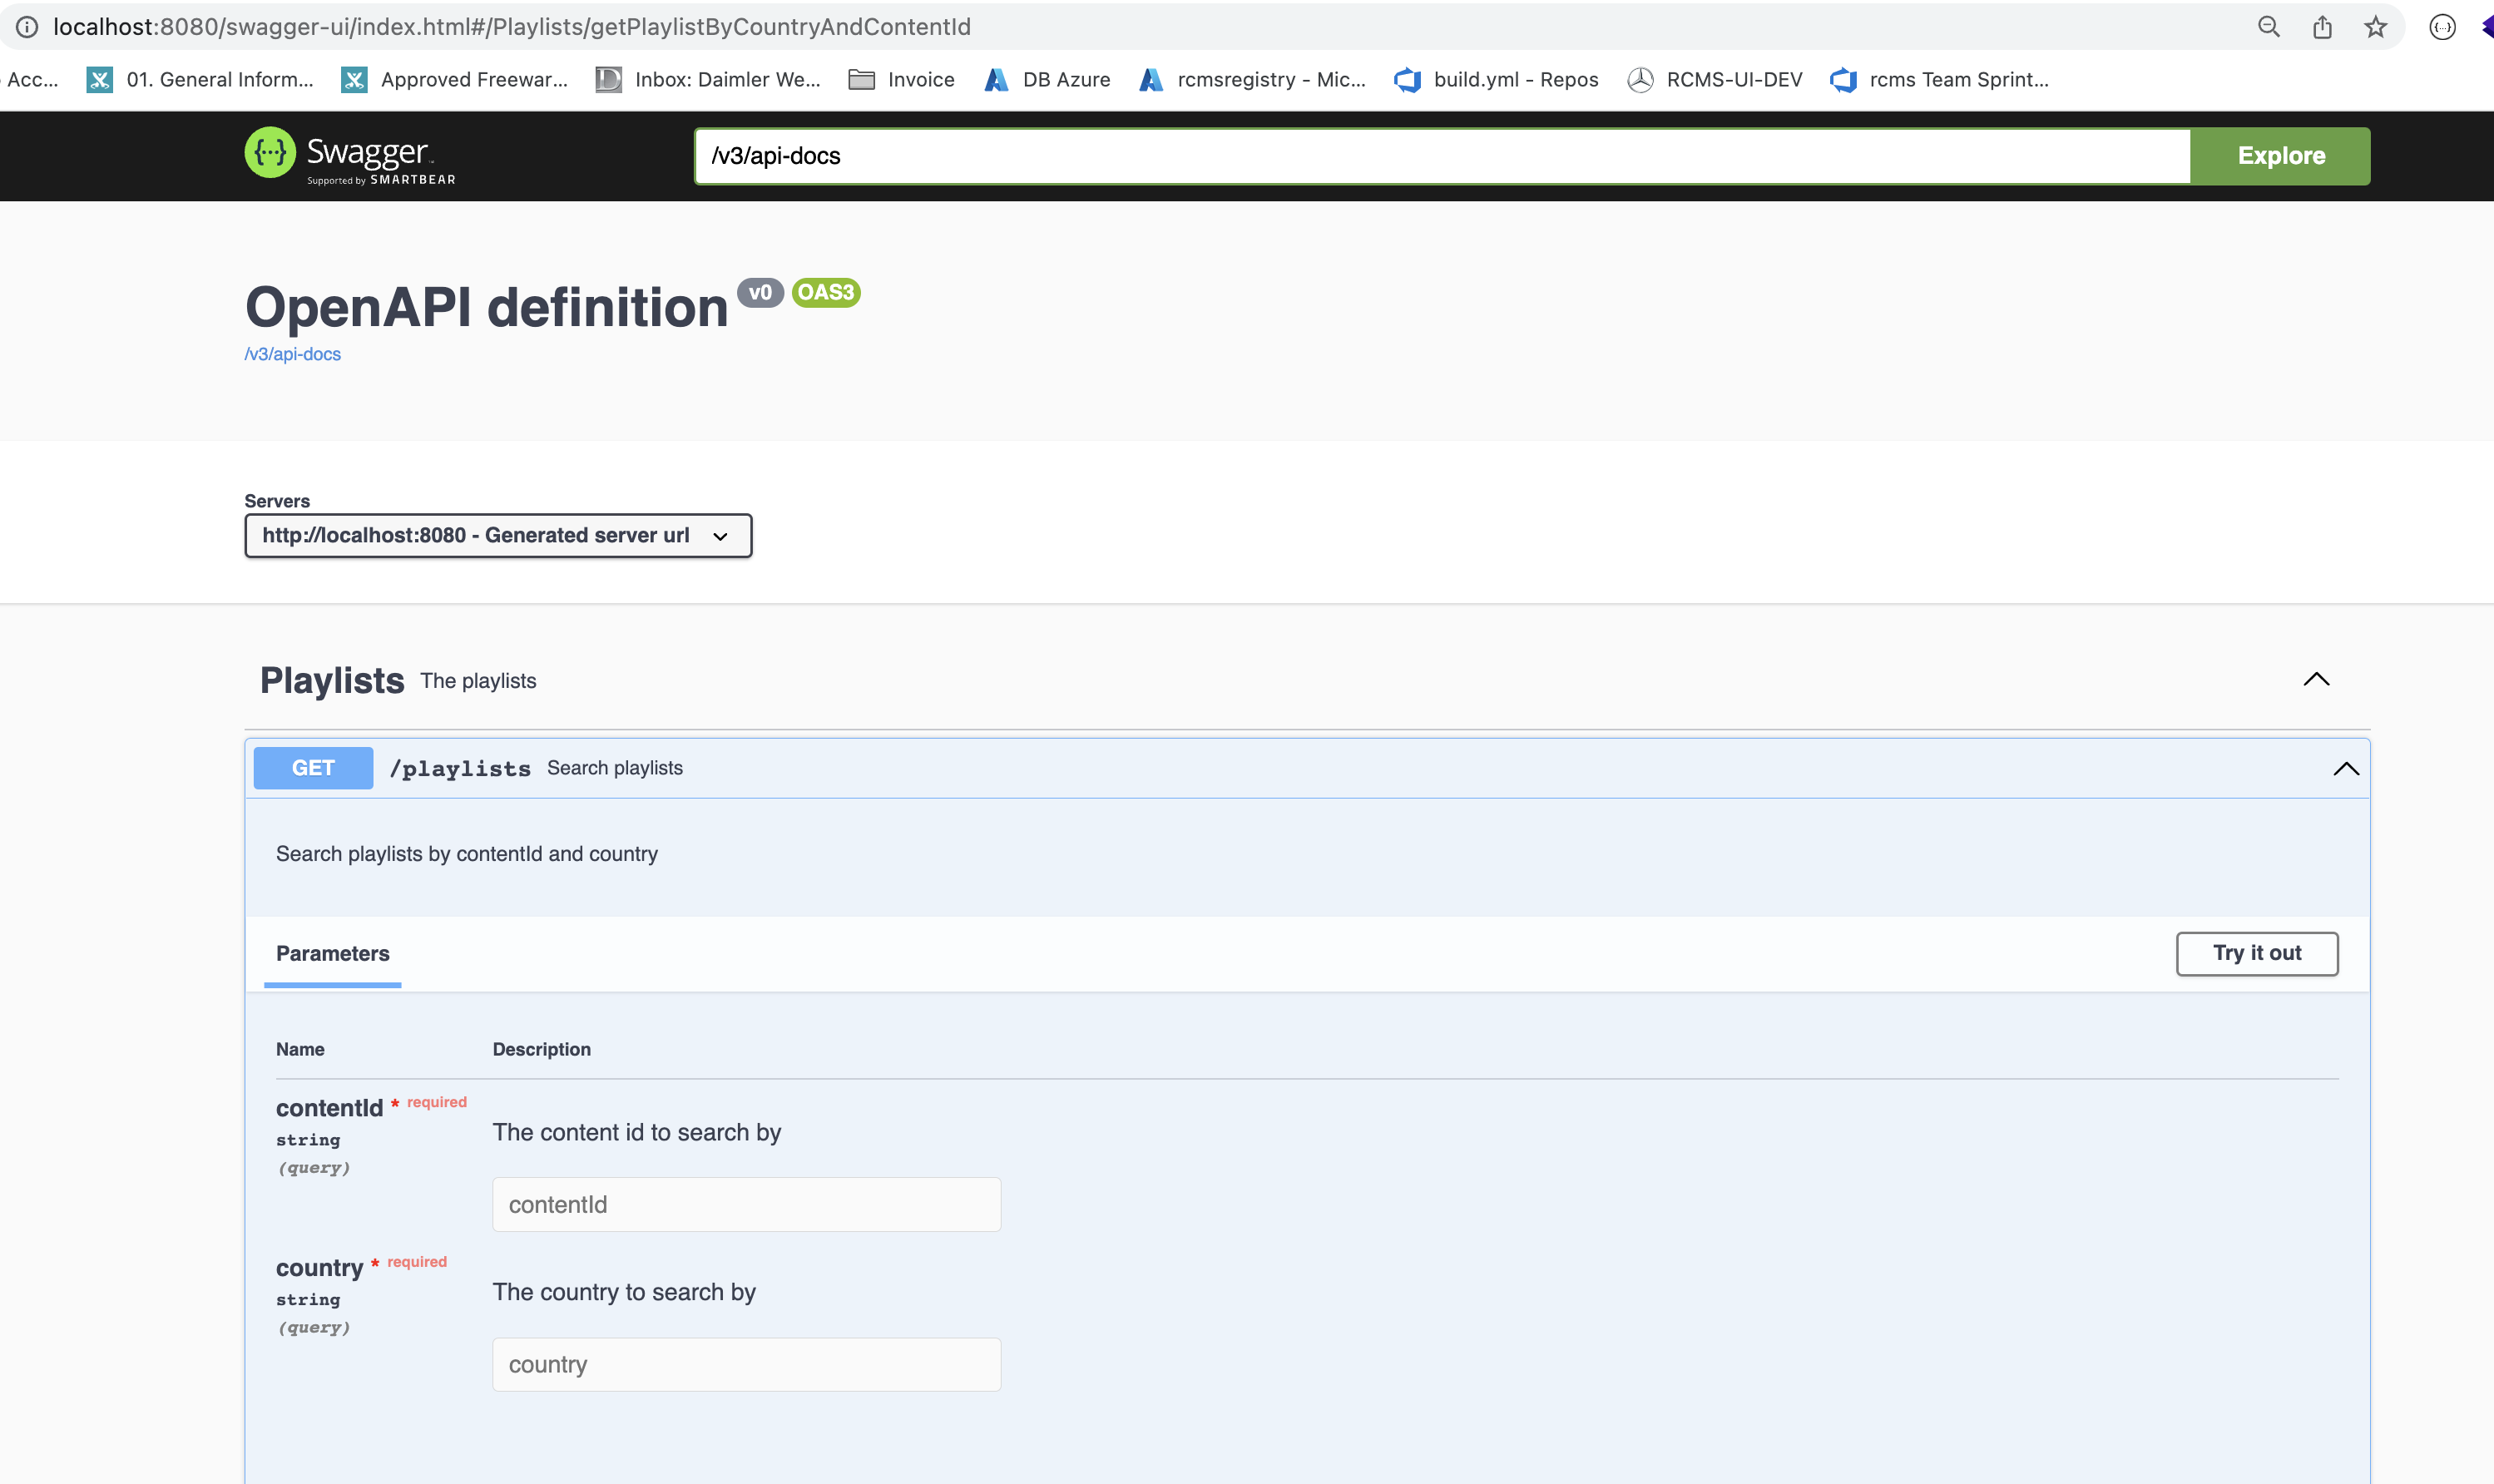 localhost:8080/swagger-ui/index.html#/Playlists/getPlaylistByCountryAndContentId
Acc... 01. General Inform... Approved Freewar... Inbox: Daimler We... Invoice DB Azure rcmsregistry - Mic... build.yml - Repos RCMS-UI-DEV rcms Team Sprint...
{···} Swagger /v3/api-docs Explore
Supported by SMARTBEAR
OpenAPI definition v0 OAS3
/v3/api-docs
Servers
http://localhost:8080 - Generated server url
Playlists The playlists
GET /playlists Search playlists
Search playlists by contentId and country
Parameters Try it out
Name Description
contentId * required
The content id to search by
string
(query)
contentId
country * required
The country to search by
string
(query)
country